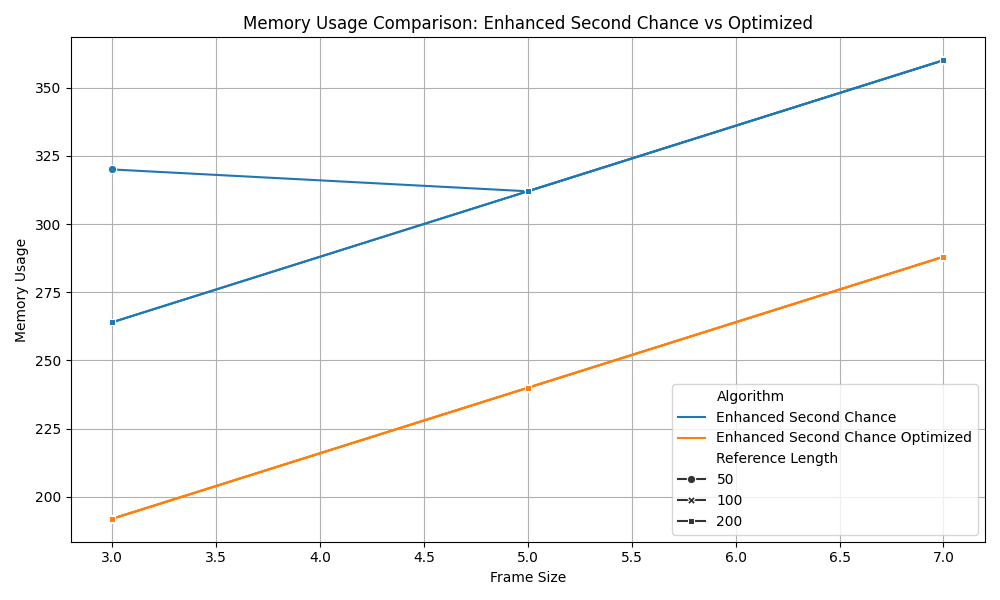 Memory Usage Comparison: Enhanced Second Chance vs Optimized
Memory Usage
350
325
300
275
250
225
200
Algorithm
Enhanced Second Chance
Enhanced Second Chance Optimized
Reference Length
50
100
200
3.0 3.5 4.0 4.5 5.0 5.5 6.0 6.5 7.0
Frame Size